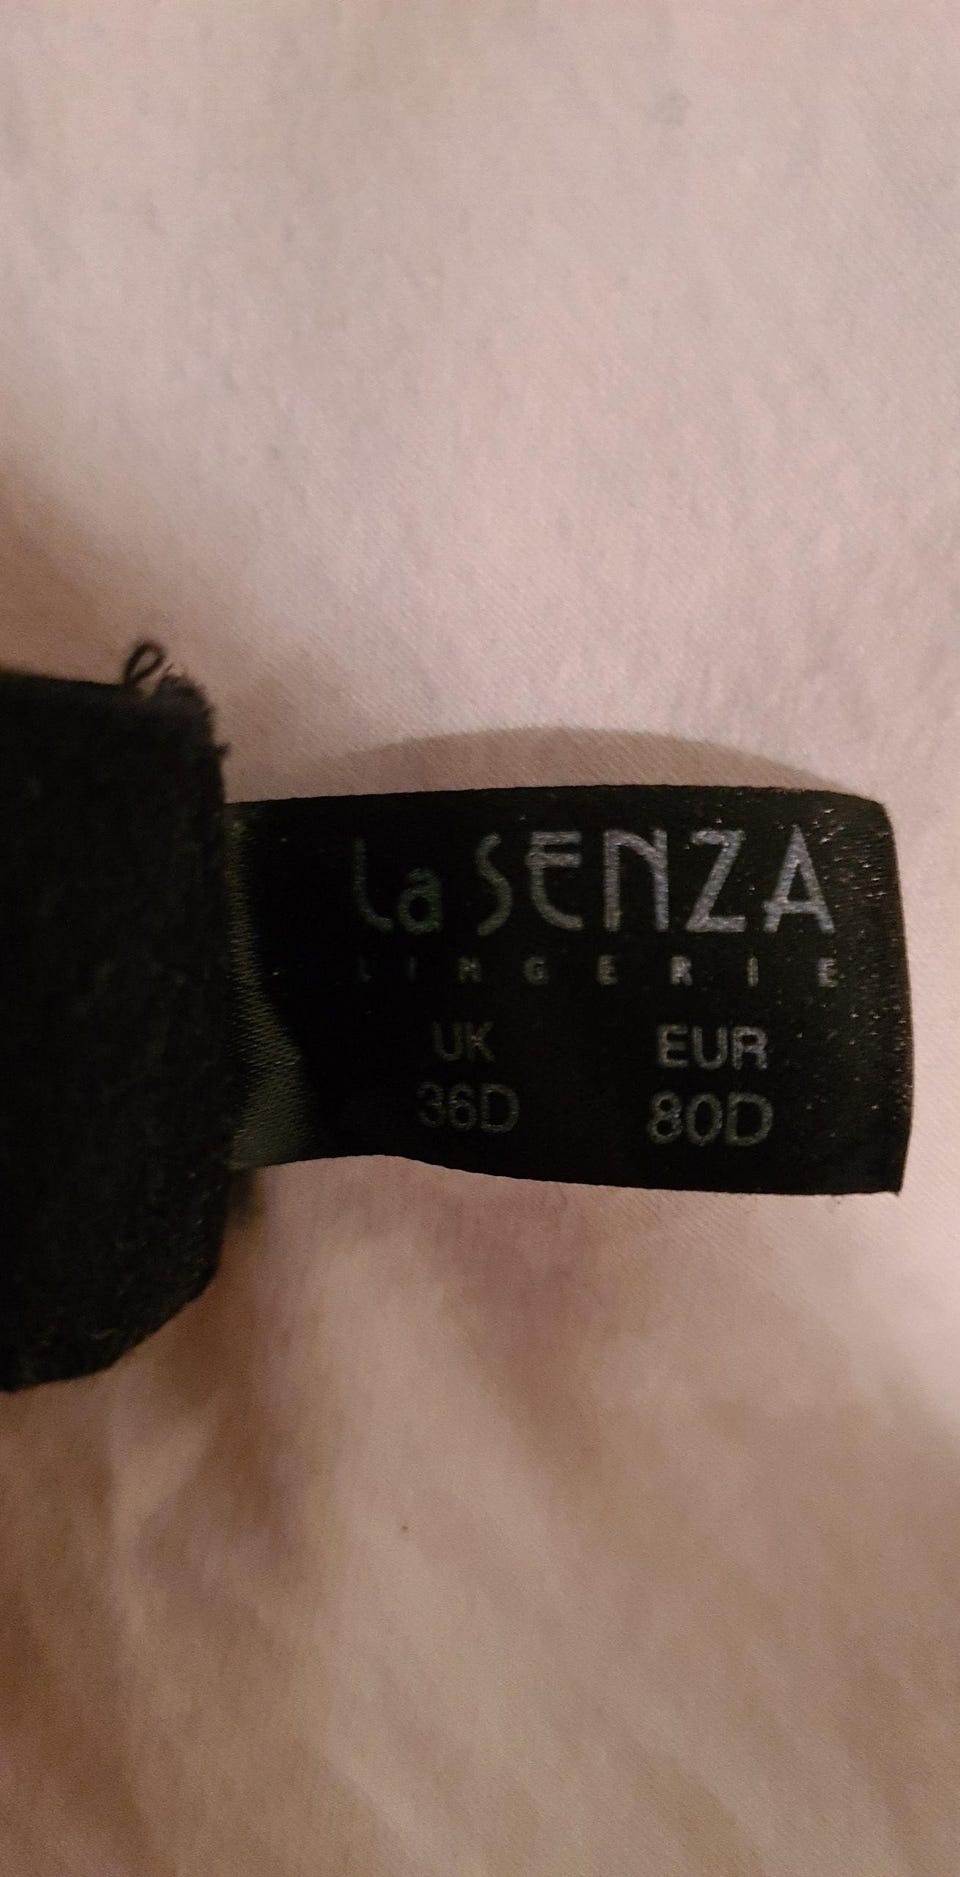 La SENZA
LINGERIE
UK EUR
36D 80D